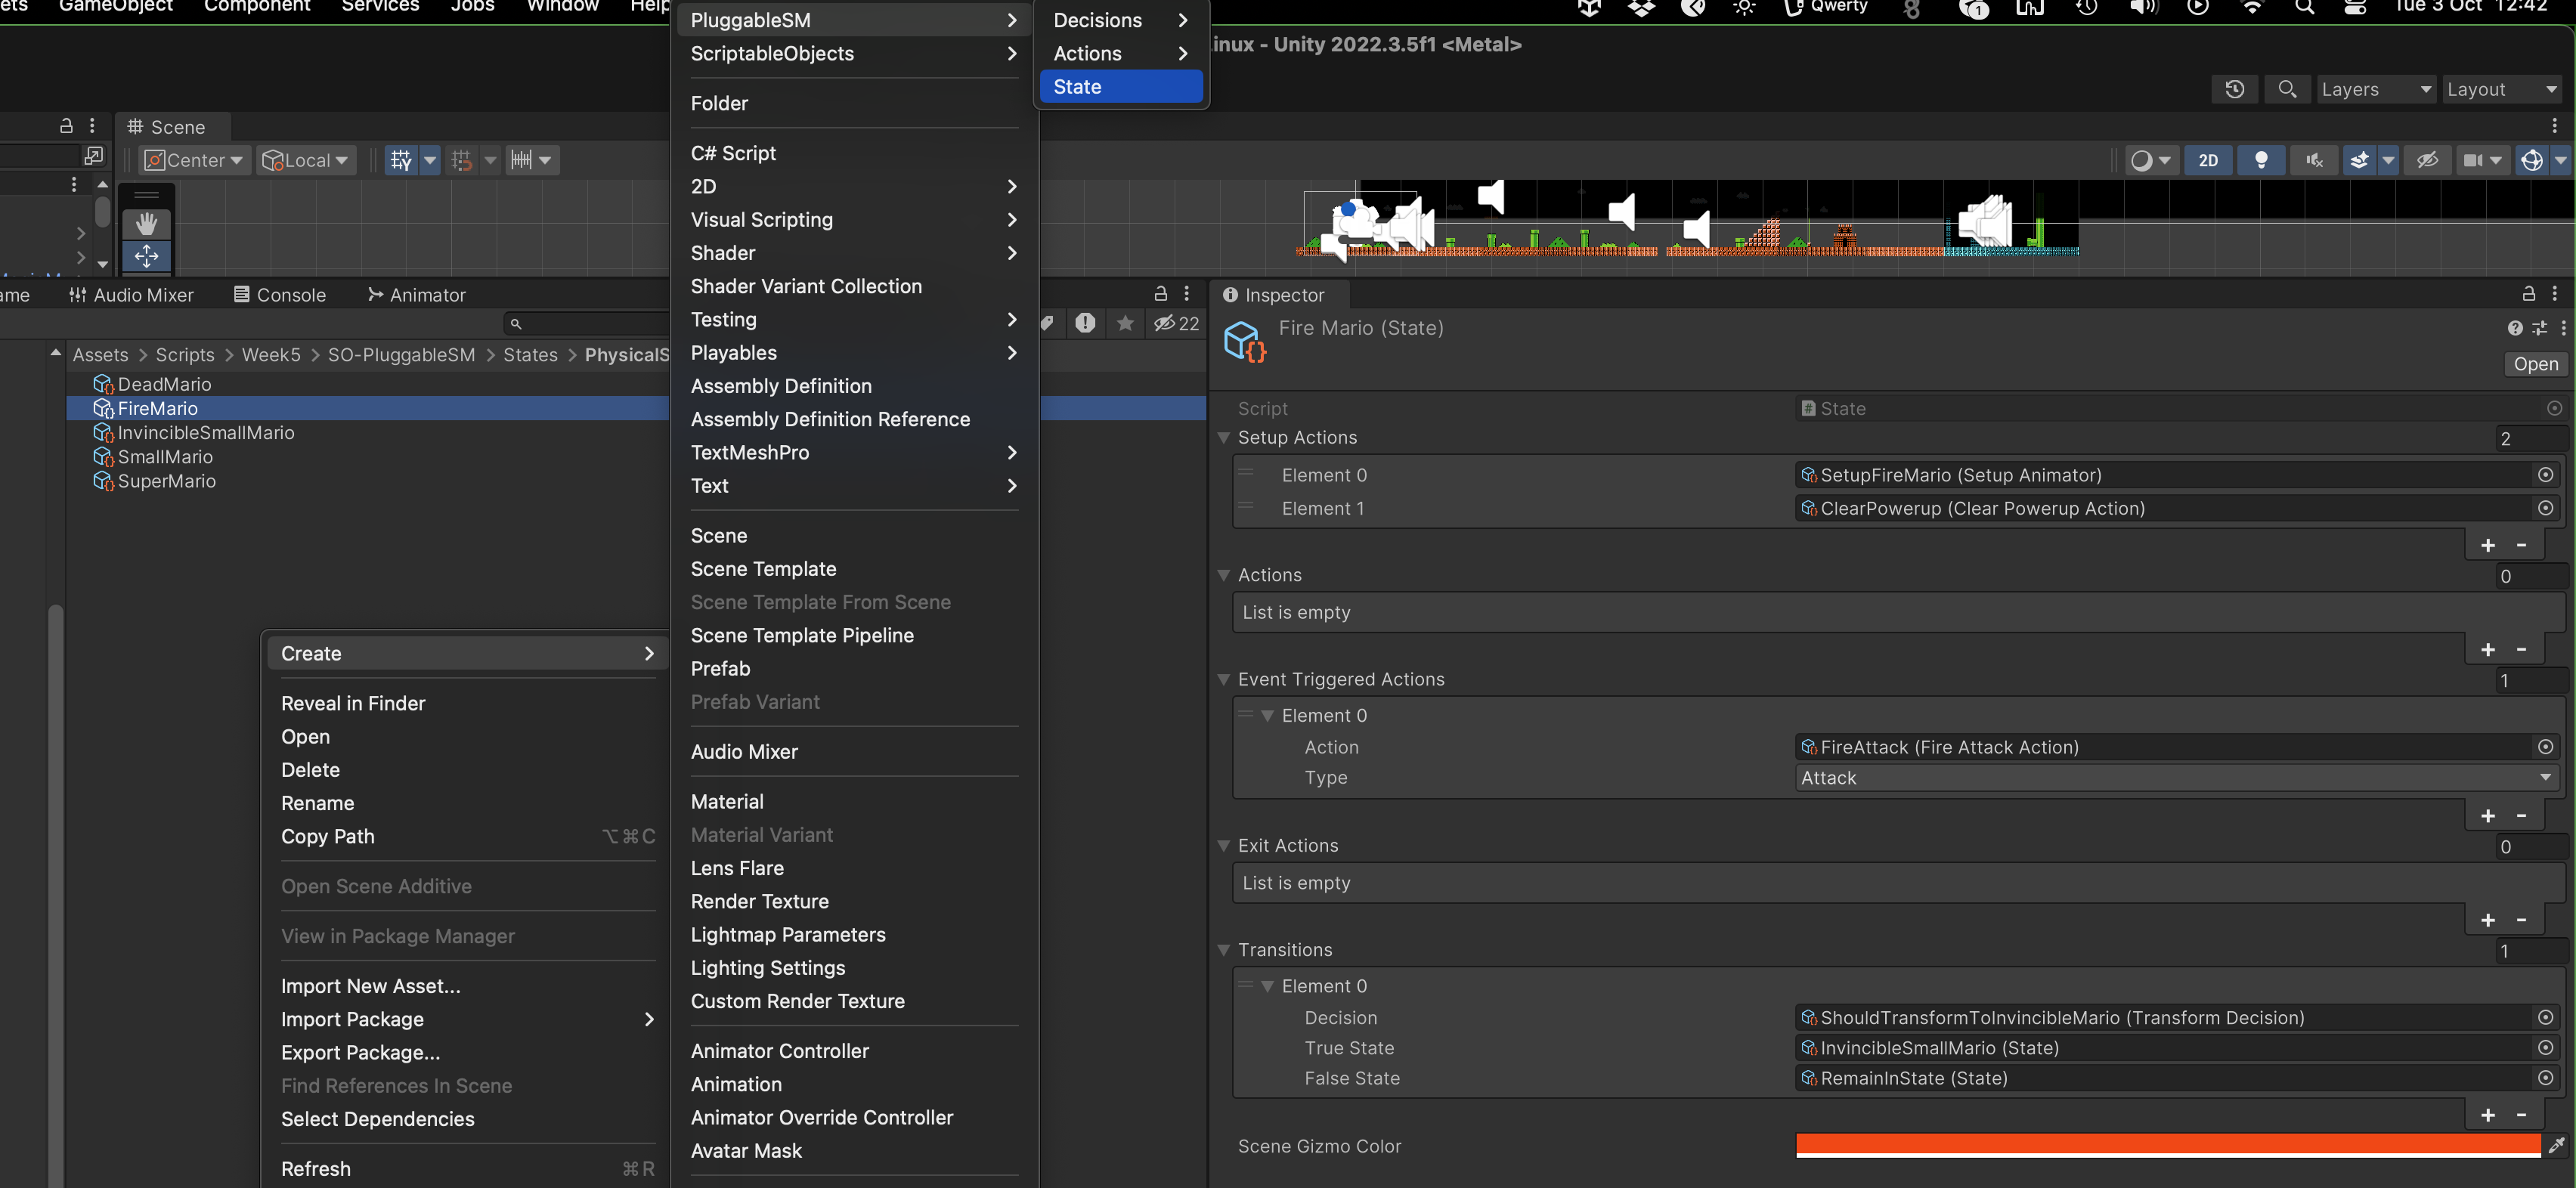 ets GameObject Component Services Jobs Window Help
Qwerty 1 Tue 3 Oct 12:42
inux - Unity 2022.3.5f1 <Metal>
Layers Layout
Scene
Center Local
2D
ame Audio Mixer Console Animator
22
Assets > Scripts > Week5 > SO-PluggableSM > States > PhysicalS
DeadMario
FireMario
InvincibleSmallMario
SmallMario
SuperMario
Create
Reveal in Finder
Open
Delete
Rename
Copy Path ⌥⌘C
Open Scene Additive
View in Package Manager
Import New Asset...
Import Package
Export Package...
Find References In Scene
Select Dependencies
Refresh ⌘R
PluggableSM
ScriptableObjects
Folder
C# Script
2D
Visual Scripting
Shader
Shader Variant Collection
Testing
Playables
Assembly Definition
Assembly Definition Reference
TextMeshPro
Text
Scene
Scene Template
Scene Template From Scene
Scene Template Pipeline
Prefab
Prefab Variant
Audio Mixer
Material
Material Variant
Lens Flare
Render Texture
Lightmap Parameters
Lighting Settings
Custom Render Texture
Animator Controller
Animation
Animator Override Controller
Avatar Mask
Decisions
Actions
State
Inspector
Fire Mario (State)
Open
Script State
Setup Actions 2
Element 0 SetupFireMario (Setup Animator)
Element 1 ClearPowerup (Clear Powerup Action)
+ -
Actions 0
List is empty
+ -
Event Triggered Actions 1
Element 0
Action FireAttack (Fire Attack Action)
Type Attack
+ -
Exit Actions 0
List is empty
+ -
Transitions 1
Element 0
Decision ShouldTransformToInvincibleMario (Transform Decision)
True State InvincibleSmallMario (State)
False State RemainInState (State)
+ -
Scene Gizmo Color